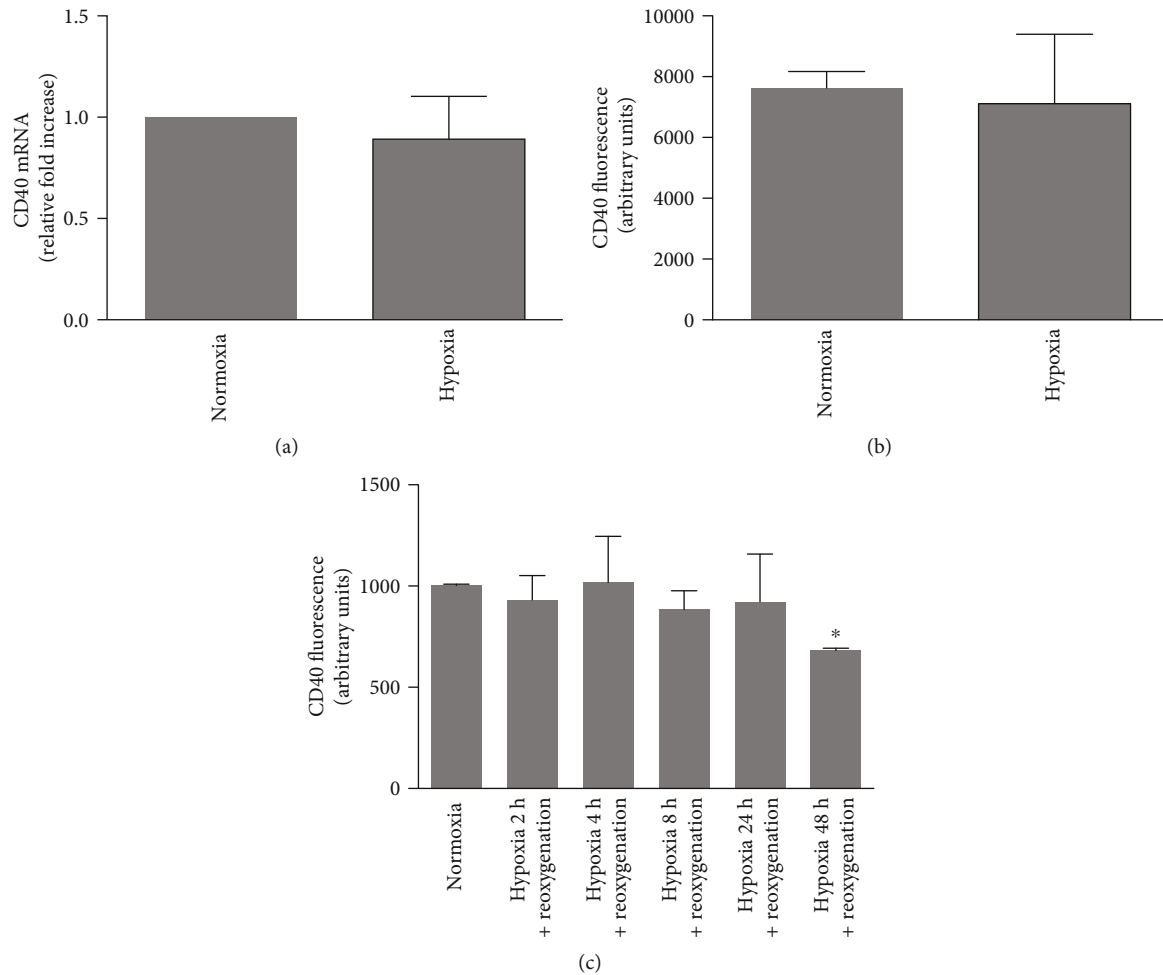 CD40 mRNA
(relative fold increase)
1.5
1.0
0.5
0.0
Normoxia
Hypoxia
(a)
CD40 fluorescence
(arbitrary units)
10000
8000
6000
4000
2000
0
Normoxia
Hypoxia
(b)
CD40 fluorescence
(arbitrary units)
1500
1000
500
0
*
Normoxia
Hypoxia 2 h
+ reoxygenation
Hypoxia 4 h
+ reoxygenation
Hypoxia 8 h
+ reoxygenation
Hypoxia 24 h
+ reoxygenation
Hypoxia 48 h
+ reoxygenation
(c)